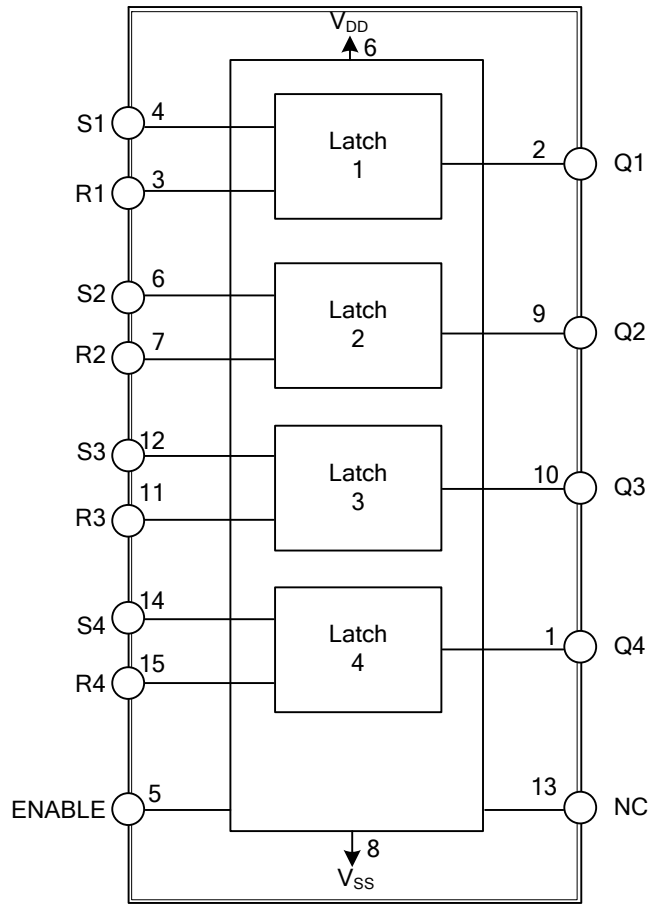 VDD
6
S1 4
Latch
1
2 Q1
R1 3
S2 6
Latch
2
9 Q2
R2 7
S3 12
Latch
3
10 Q3
R3 11
S4 14
Latch
4
1 Q4
R4 15
ENABLE 5
13 NC
8
VSS